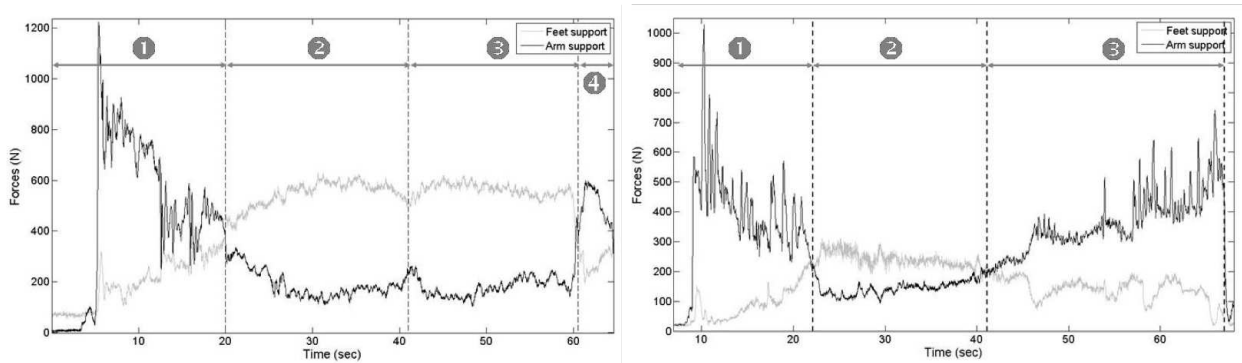 1200
1000
800
600
400
200
0
Forces (N)
0 10 20 30 40 50 60
Time (sec)
Feet support
Arm support
1 2 3
4
1000
900
800
700
600
500
400
300
200
100
0
Forces (N)
10 20 30 40 50 60
Time (sec)
Feet support
Arm support
1 2 3